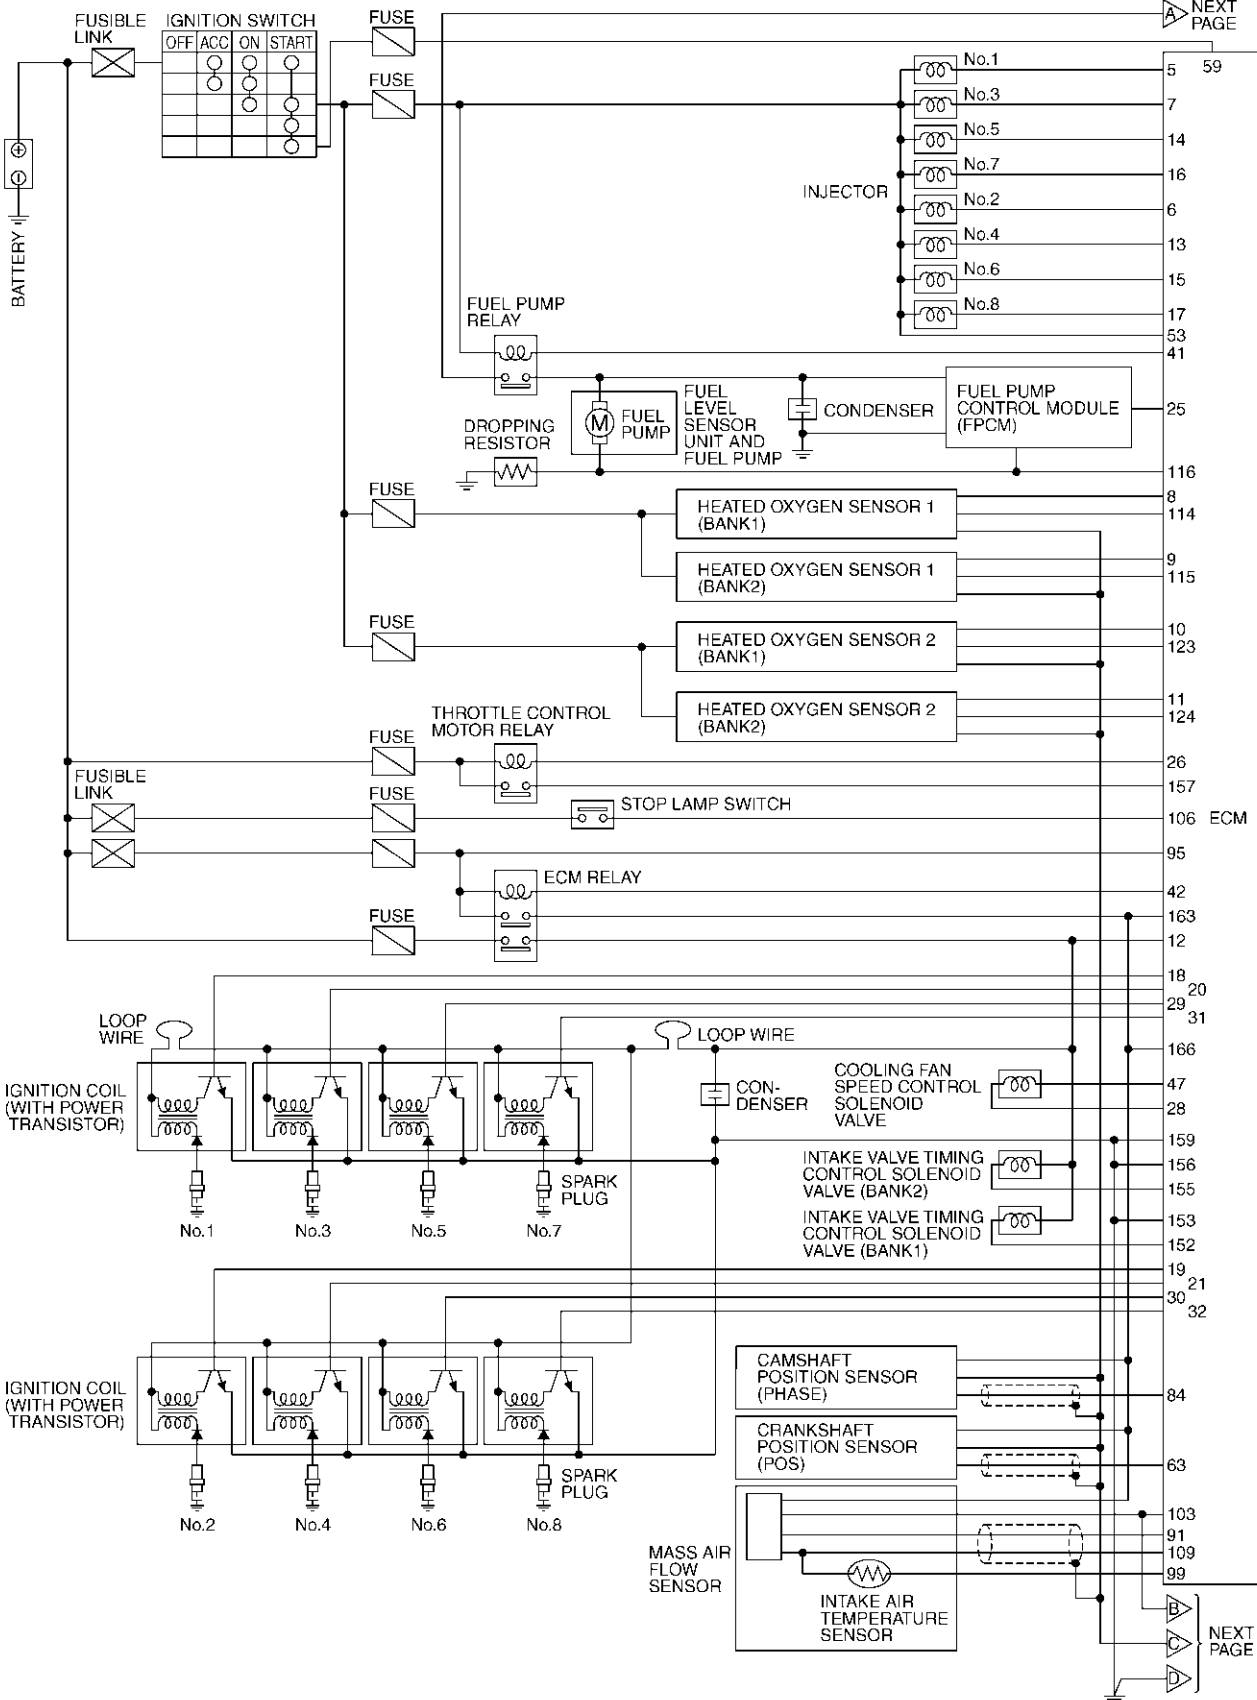 FUSIBLE
LINK
IGNITION SWITCH
OFF ACC ON START
FUSE
FUSE
A
NEXT
PAGE
59
BATTERY
INJECTOR
No.1
5
No.3
7
No.5
14
No.7
16
No.2
6
No.4
13
No.6
15
No.8
17
53
41
FUEL PUMP
RELAY
M
FUEL
PUMP
FUEL
LEVEL
SENSOR
UNIT AND
FUEL PUMP
CONDENSER
FUEL PUMP
CONTROL MODULE
(FPCM)
25
DROPPING
RESISTOR
116
FUSE
HEATED OXYGEN SENSOR 1
(BANK1)
8
114
HEATED OXYGEN SENSOR 1
(BANK2)
9
115
FUSE
HEATED OXYGEN SENSOR 2
(BANK1)
10
123
HEATED OXYGEN SENSOR 2
(BANK2)
11
124
THROTTLE CONTROL
MOTOR RELAY
FUSE
26
157
FUSIBLE
LINK
FUSE
STOP LAMP SWITCH
106 ECM
95
ECM RELAY
42
FUSE
163
12
18
20
29
31
LOOP
WIRE
LOOP WIRE
166
IGNITION COIL
(WITH POWER
TRANSISTOR)
CON-
DENSER
COOLING FAN
SPEED CONTROL
SOLENOID
VALVE
47
28
159
INTAKE VALVE TIMING
CONTROL SOLENOID
VALVE (BANK2)
156
155
SPARK
PLUG
No.1
No.3
No.5
No.7
INTAKE VALVE TIMING
CONTROL SOLENOID
VALVE (BANK1)
153
152
19
21
30
32
IGNITION COIL
(WITH POWER
TRANSISTOR)
CAMSHAFT
POSITION SENSOR
(PHASE)
84
CRANKSHAFT
POSITION SENSOR
(POS)
63
SPARK
PLUG
No.2
No.4
No.6
No.8
MASS AIR
FLOW
SENSOR
103
91
109
99
INTAKE AIR
TEMPERATURE
SENSOR
B
C
D
NEXT
PAGE